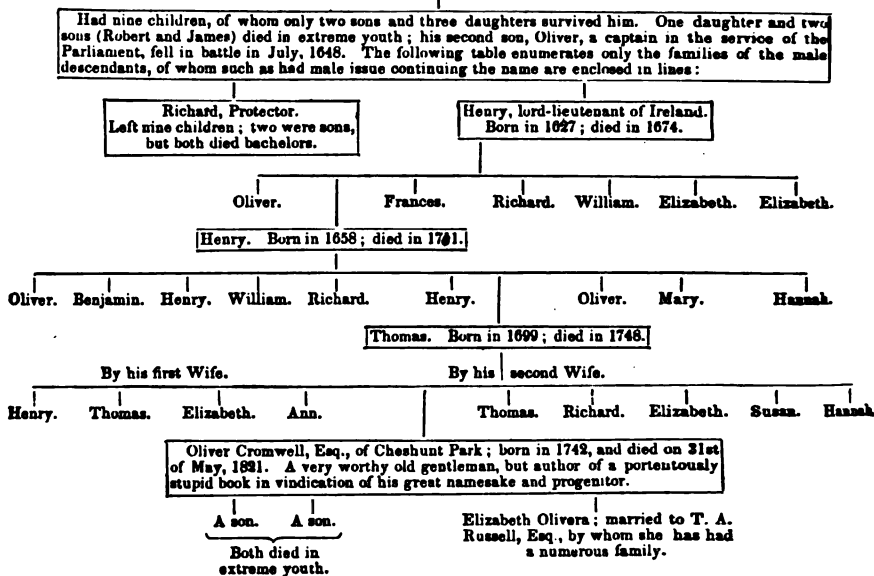 Had nine children, of whom only two sons and three daughters survived him. One daughter and two
sons (Robert and James) died in extreme youth; his second son, Oliver, a captain in the service of the
Parliament, fell in battle in July, 1648. The following table enumerates only the families of the male
descendants, of whom such as had male issue continuing the name are enclosed in lines:
Richard, Protector.
Left nine children; two were sons,
but both died bachelors.
Henry, lord-lieutenant of Ireland.
Born in 1627; died in 1674.
Oliver. Frances. Richard. William. Elizabeth. Elizabeth.
Henry. Born in 1658; died in
Oliver. Benjamin. Henry. William. Richard. Henry. Oliver. Mary. Hannah.
Thomas. Born in 1699; died in 1748.
By his first Wife. By his second Wife.
Henry. Thomas. Elizabeth. Ann. Thomas. Richard. Elizabeth. Susan. Hannah
Oliver Cromwell, Esq., of Cheshunt Park; born in 1742, and died on 31st
of May, 1821. A very worthy old gentleman, but author of a portentously
stupid book in vindication of his great namesake and progenitor.
A son. A son.
Both died in
extreme youth.
Elizabeth Olivera; married to T. A.
Russell, Esq., by whom she has had
a numerous family.